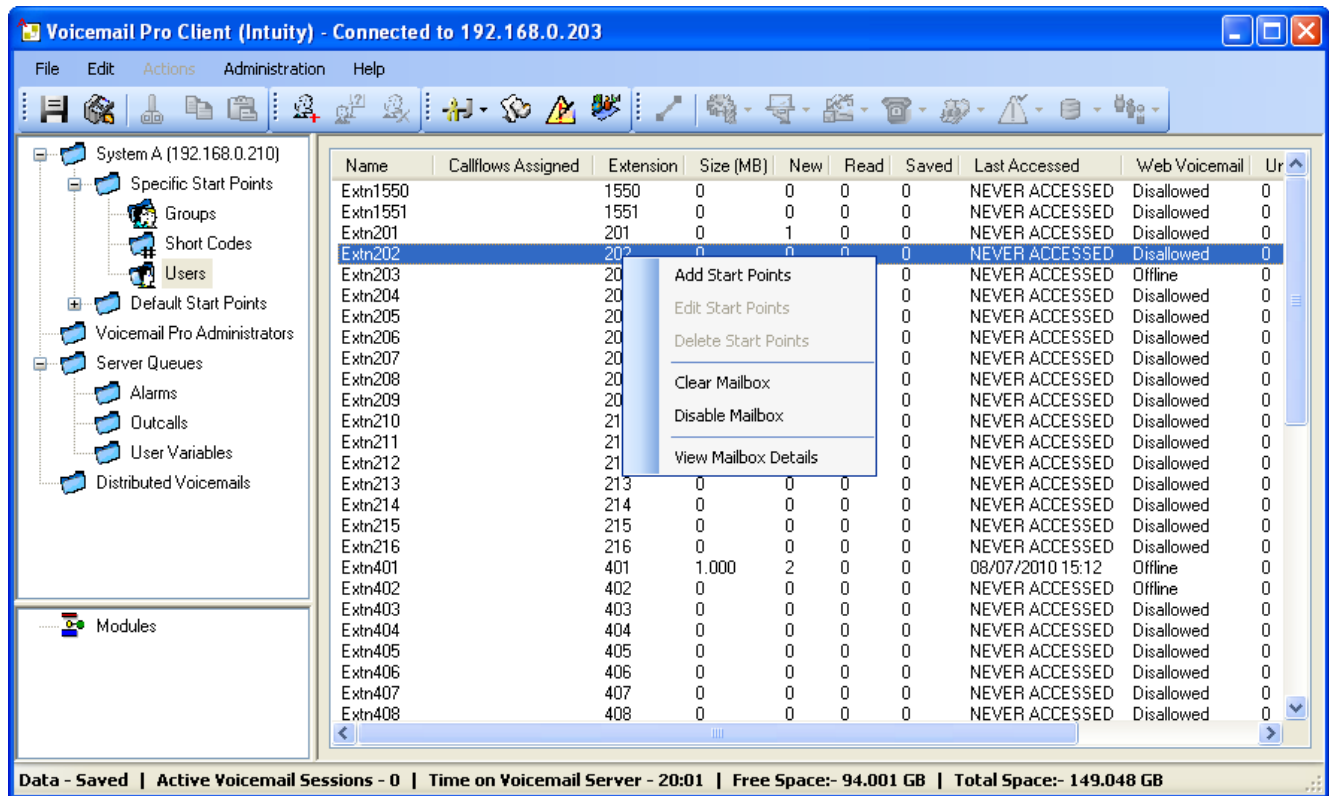 Voicemail Pro Client (Intuity) - Connected to 192.168.0.203
File Edit Actions Administration Help
System A (192.168.0.210)
Specific Start Points
Groups
Short Codes
Users
Default Start Points
Voicemail Pro Administrators
Server Queues
Alarms
Outcalls
User Variables
Distributed Voicemails
Modules
Name Callflows Assigned Extension Size (MB) New Read Saved Last Accessed Web Voicemail Ur
Extn1550 1550 0 0 0 0 NEVER ACCESSED Disallowed 0
Extn1551 1551 0 0 0 0 NEVER ACCESSED Disallowed 0
Extn201 201 0 1 0 0 NEVER ACCESSED Disallowed 0
Extn202 202 0 0 0 0 NEVER ACCESSED Disallowed 0
Extn203 20 0 NEVER ACCESSED Offline 0
Extn204 20 0 NEVER ACCESSED Disallowed 0
Extn205 20 0 NEVER ACCESSED Disallowed 0
Extn206 20 0 NEVER ACCESSED Disallowed 0
Extn207 20 0 NEVER ACCESSED Disallowed 0
Extn208 20 0 NEVER ACCESSED Disallowed 0
Extn209 20 0 NEVER ACCESSED Disallowed 0
Extn210 21 0 NEVER ACCESSED Disallowed 0
Extn211 21 0 NEVER ACCESSED Disallowed 0
Extn212 21 0 NEVER ACCESSED Disallowed 0
Extn213 213 0 0 0 0 NEVER ACCESSED Disallowed 0
Extn214 214 0 0 0 0 NEVER ACCESSED Disallowed 0
Extn215 215 0 0 0 0 NEVER ACCESSED Disallowed 0
Extn216 216 0 0 0 0 NEVER ACCESSED Disallowed 0
Extn401 401 1.000 2 0 0 08/07/2010 15:12 Offline 0
Extn402 402 0 0 0 0 NEVER ACCESSED Offline 0
Extn403 403 0 0 0 0 NEVER ACCESSED Disallowed 0
Extn404 404 0 0 0 0 NEVER ACCESSED Disallowed 0
Extn405 405 0 0 0 0 NEVER ACCESSED Disallowed 0
Extn406 406 0 0 0 0 NEVER ACCESSED Disallowed 0
Extn407 407 0 0 0 0 NEVER ACCESSED Disallowed 0
Extn408 408 0 0 0 0 NEVER ACCESSED Disallowed 0
Add Start Points
Edit Start Points
Delete Start Points
Clear Mailbox
Disable Mailbox
View Mailbox Details
Data - Saved | Active Voicemail Sessions - 0 | Time on Voicemail Server - 20:01 | Free Space:- 94.001 GB | Total Space:- 149.048 GB